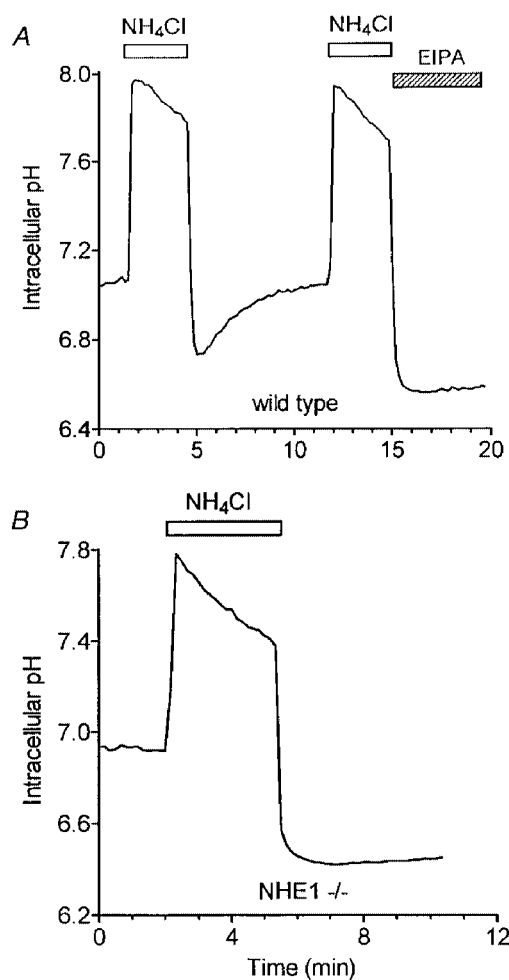 A
NH4Cl
NH4Cl
EIPA
8.0
7.6
7.2
6.8
6.4
Intracellular pH
wild type
0
5
10
15
20
B
NH4Cl
7.8
7.4
7.0
6.6
6.2
Intracellular pH
NHE1 -/-
0
4
8
12
Time (min)